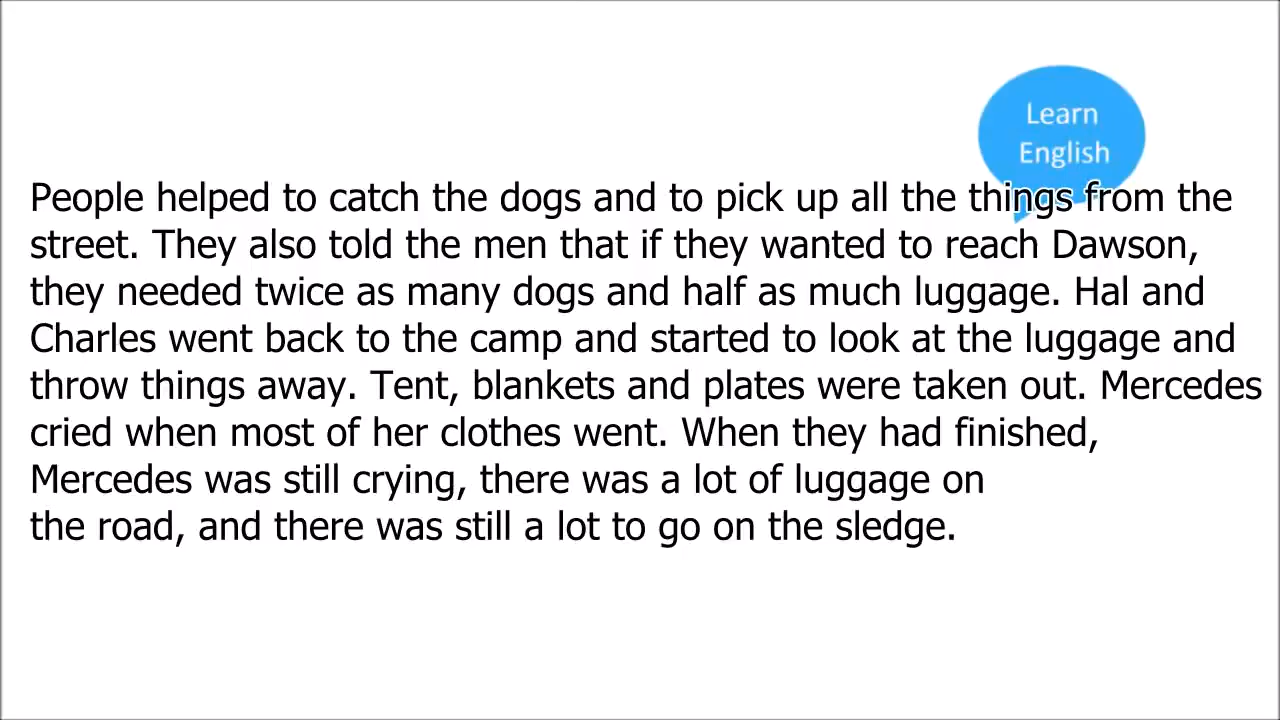 Learn
English
People helped to catch the dogs and to pick up all the things from the
street. They also told the men that if they wanted to reach Dawson,
they needed twice as many dogs and half as much luggage. Hal and
Charles went back to the camp and started to look at the luggage and
throw things away. Tent, blankets and plates were taken out. Mercedes
cried when most of her clothes went. When they had finished,
Mercedes was still crying, there was a lot of luggage on
the road, and there was still a lot to go on the sledge.